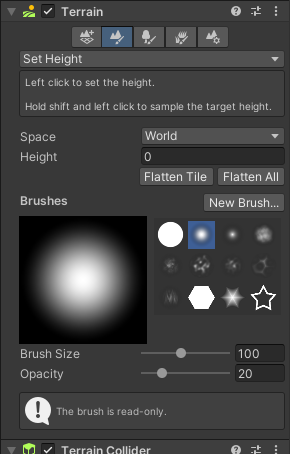 Terrain
Set Height
Left click to set the height.
Hold shift and left click to sample the target height.
Space World
Height 0
Flatten Tile Flatten All
Brushes New Brush...
Brush Size 100
Opacity 20
The brush is read-only.
Terrain Collider